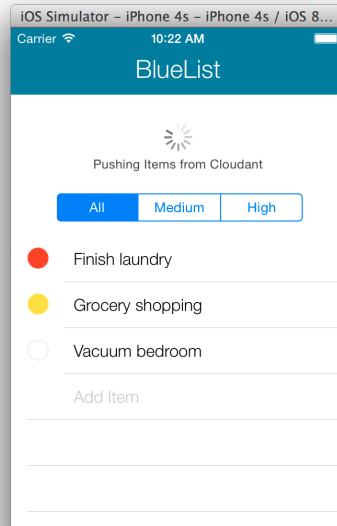 iOS Simulator – iPhone 4s – iPhone 4s / iOS 8...
Carrier 10:22 AM
BlueList
Pushing Items from Cloudant
All Medium High
Finish laundry
Grocery shopping
Vacuum bedroom
Add Item